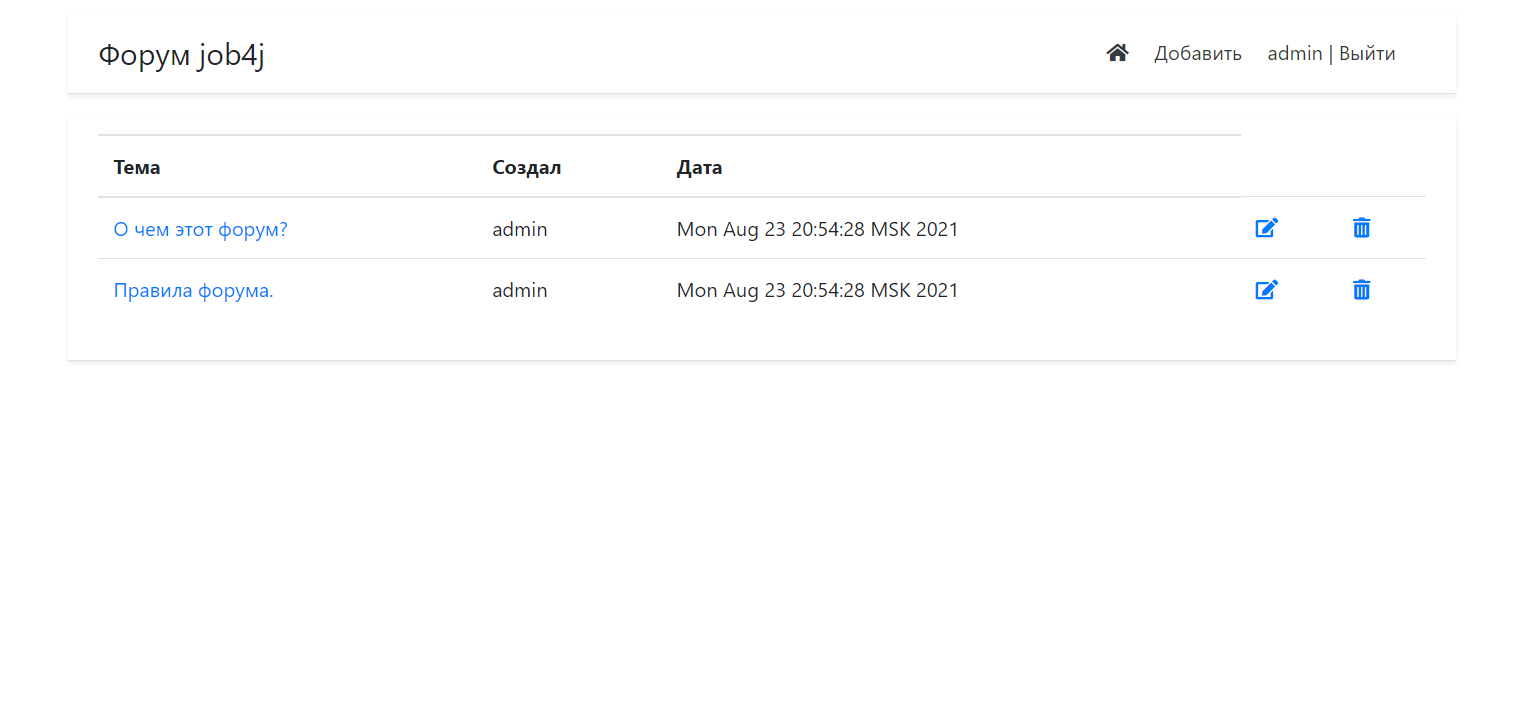 Форум job4j Добавить admin | Выйти
Тема Создал Дата
О чем этот форум? admin Mon Aug 23 20:54:28 MSK 2021
Правила форума. admin Mon Aug 23 20:54:28 MSK 2021